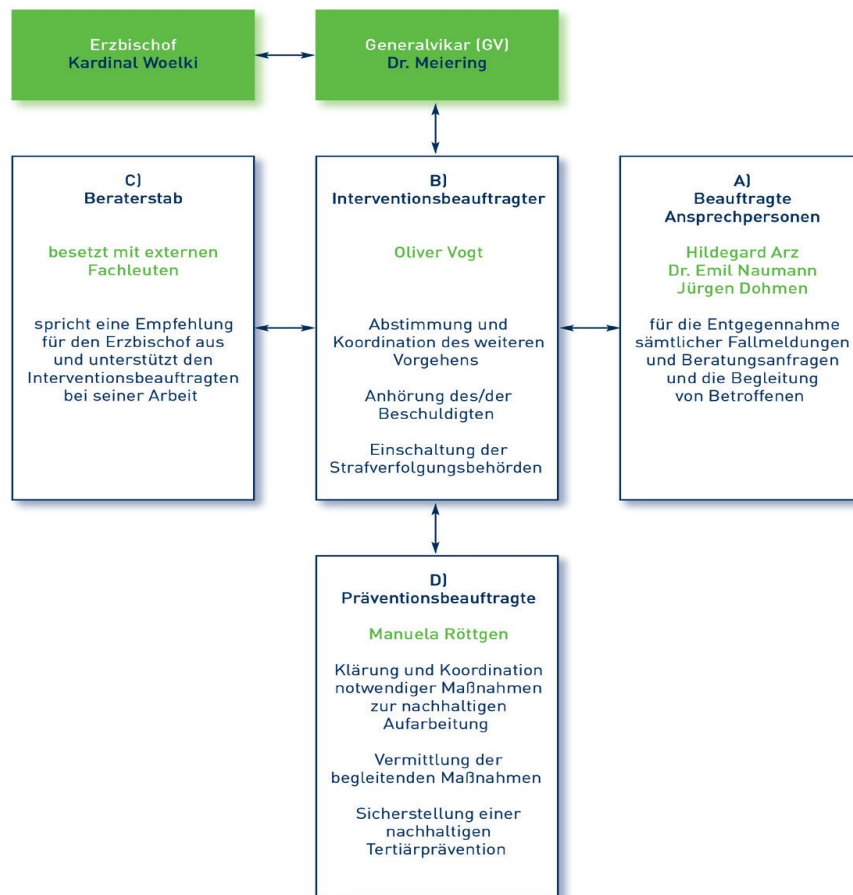 Erzbischof
Kardinal Woelki
Generalvikar (GV)
Dr. Meiering
C)
Beraterstab
besetzt mit externen
Fachleuten
spricht eine Empfehlung
für den Erzbischof aus
und unterstützt den
Interventionsbeauftragten
bei seiner Arbeit
B)
Interventionsbeauftragter
Oliver Vogt
Abstimmung und
Koordination des weiteren
Vorgehens
Anhörung des/der
Beschuldigten
Einschaltung der
Strafverfolgungsbehörden
A)
Beauftragte
Ansprechpersonen
Hildegard Arz
Dr. Emil Naumann
Jürgen Dohmen
für die Entgegennahme
sämtlicher Fallmeldungen
und Beratungsanfragen
und die Begleitung
von Betroffenen
D)
Präventionsbeauftragte
Manuela Röttgen
Klärung und Koordination
notwendiger Maßnahmen
zur nachhaltigen
Aufarbeitung
Vermittlung der
begleitenden Maßnahmen
Sicherstellung einer
nachhaltigen
Tertiärprävention